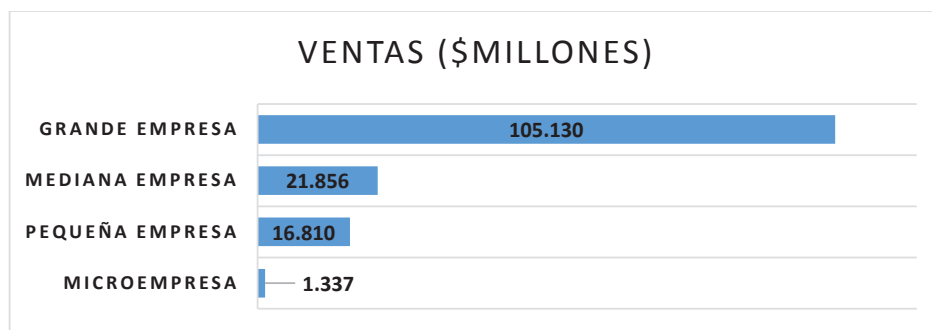 VENTAS ($MILLONES)
GRANDE EMPRESA 105.130
MEDIANA EMPRESA 21.856
PEQUEÑA EMPRESA 16.810
MICROEMPRESA 1.337